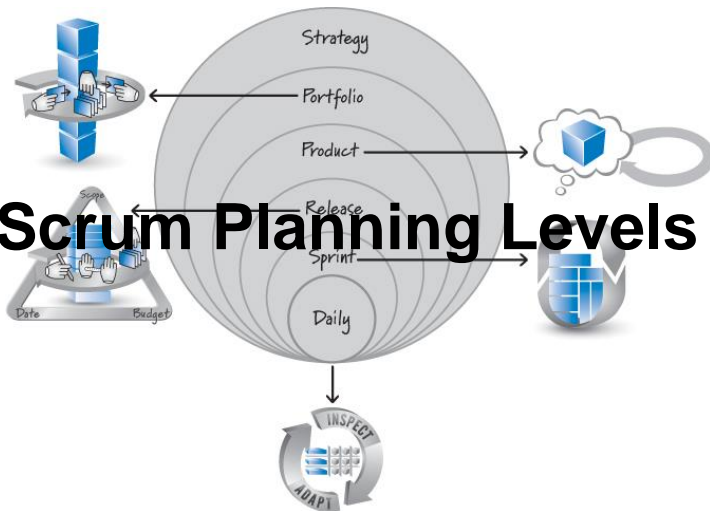 Strategy
Portfolio
Product
Scope
Release
Scrum Planning Levels
Sprint
Date
Budget
Daily
INSPECT
ADAPT